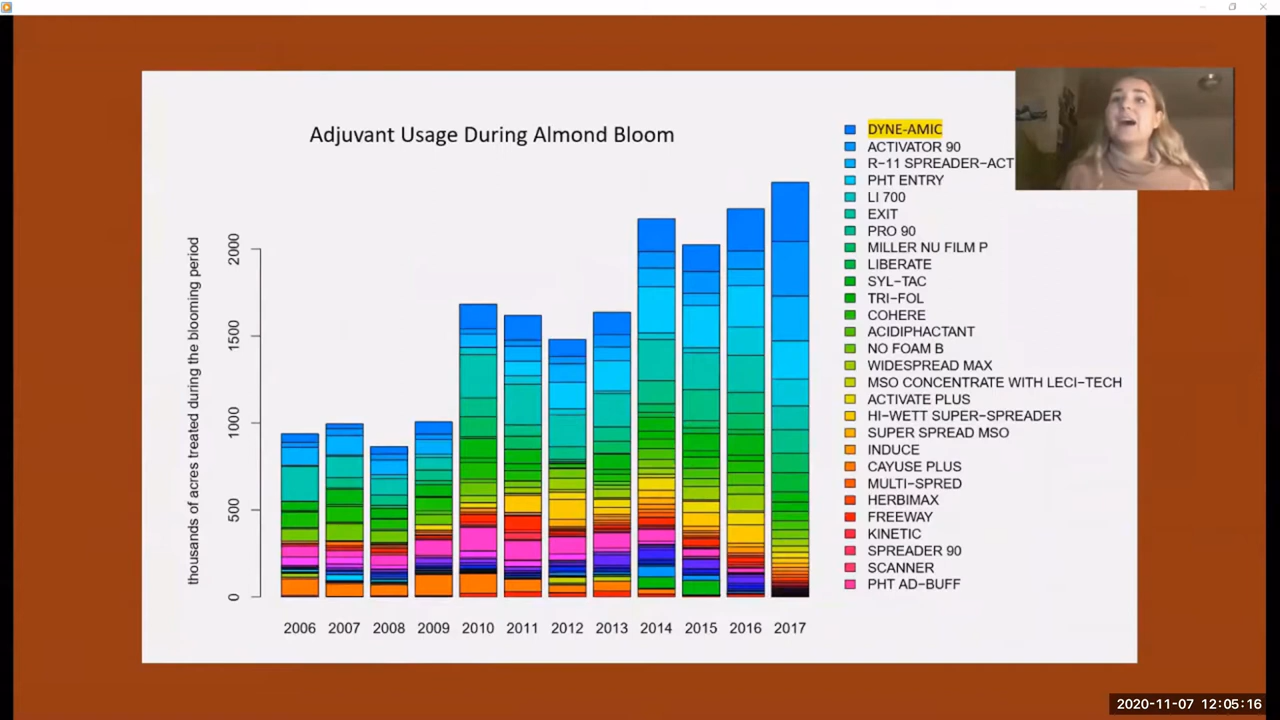 Adjuvant Usage During Almond Bloom
thousands of acres treated during the blooming period
2000
1500
1000
500
0
2006 2007 2008 2009 2010 2011 2012 2013 2014 2015 2016 2017
DYNE-AMIC
ACTIVATOR 90
R-11 SPREADER-ACT
PHT ENTRY
LI 700
EXIT
PRO 90
MILLER NU FILM P
LIBERATE
SYL-TAC
TRI-FOL
COHERE
ACIDIPHACTANT
NO FOAM B
WIDESPREAD MAX
MSO CONCENTRATE WITH LECI-TECH
ACTIVATE PLUS
HI-WETT SUPER-SPREADER
SUPER SPREAD MSO
INDUCE
CAYUSE PLUS
MULTI-SPRED
HERBIMAX
FREEWAY
KINETIC
SPREADER 90
SCANNER
PHT AD-BUFF
2020-11-07 12:05:16